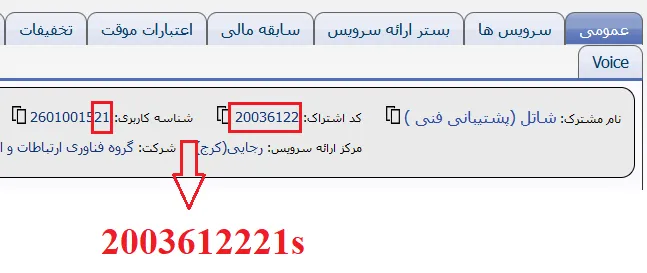 عمومی سرویس ها بستر ارائه سرویس سابقه مالی اعتبارات موقت تخفیفات
Voice
نام مشترک: شاتل (پشتیبانی فنی ) کد اشتراک: 20036122 شناسه کاربری: 2601001521
مرکز ارائه سرویس: رجایی(کرج) شرکت: گروه فناوری ارتباطات و ا
2003612221s